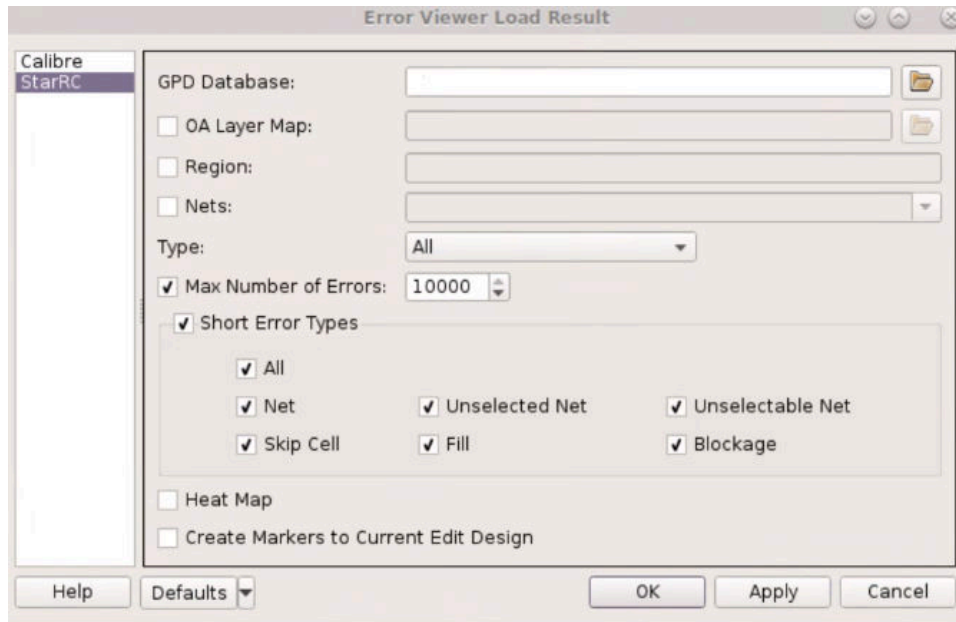 Error Viewer Load Result
Calibre
StarRC
GPD Database:
OA Layer Map:
Region:
Nets:
Type: All
Max Number of Errors: 10000
Short Error Types
All
Net Unselected Net Unselectable Net
Skip Cell Fill Blockage
Heat Map
Create Markers to Current Edit Design
Help Defaults OK Apply Cancel